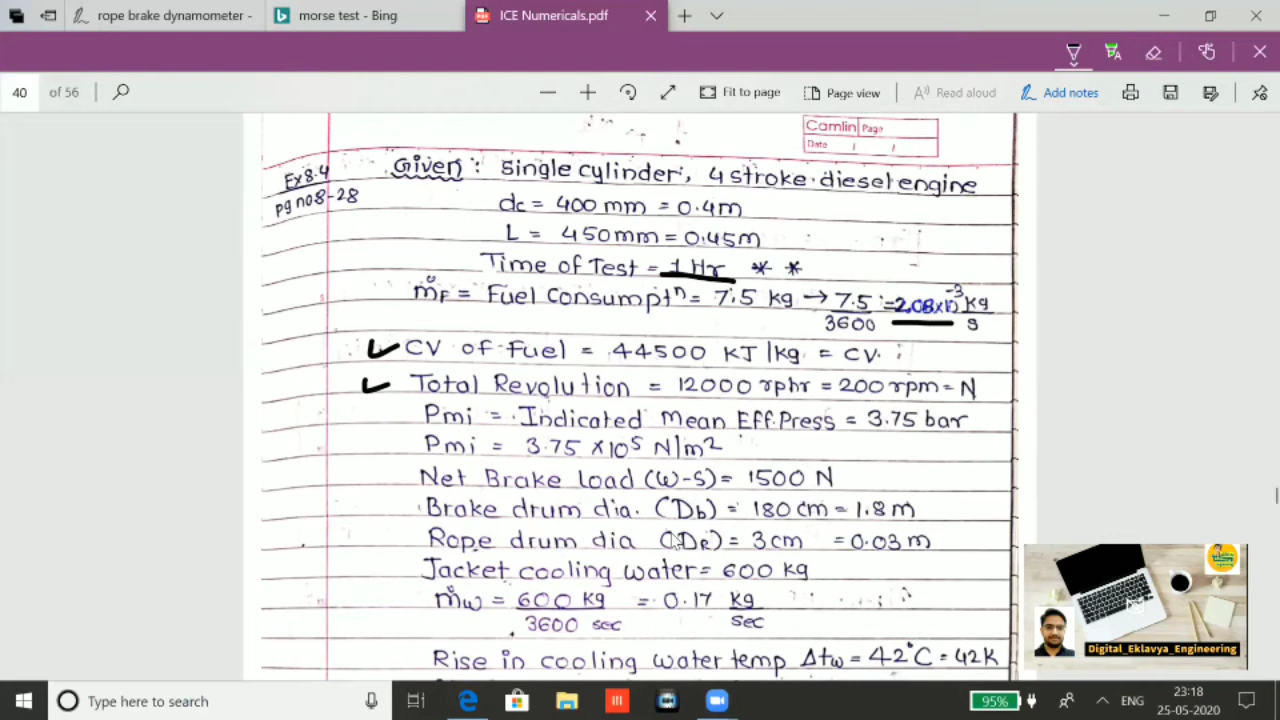 rope brake dynamometer -
morse test - Bing
ICE Numericals.pdf
40 of 56
Fit to page
Page view
Read aloud
Add notes
Camlin Page
Date / /
Ex 8.4
pg no 8-28
Given: Single cylinder, 4 stroke diesel engine
dc = 400 mm = 0.4m
L = 450mm = 0.45m
Time of Test = 1 Hr * *
ṁF = Fuel Consumptⁿ = 7.5 kg → 7.5/3600 = 2.08×10⁻³ kg/s
CV of Fuel = 44500 KJ/kg = CV.
Total Revolution = 12000 rphr = 200 rpm = N
Pmi = Indicated Mean Eff. Press = 3.75 bar
Pmi = 3.75 ×10⁵ N/m²
Net Brake load (W-S) = 1500 N
Brake drum dia. (Db) = 180 cm = 1.8 m
Rope drum dia (DR) = 3 cm = 0.03 m
Jacket cooling water = 600 kg
ṁw = 600 kg/3600 sec = 0.17 kg/sec
Rise in cooling water temp Δtw = 42°C = 42K
Digital_Eklavya_Engineering
Type here to search
95%
ENG
23:18
25-05-2020